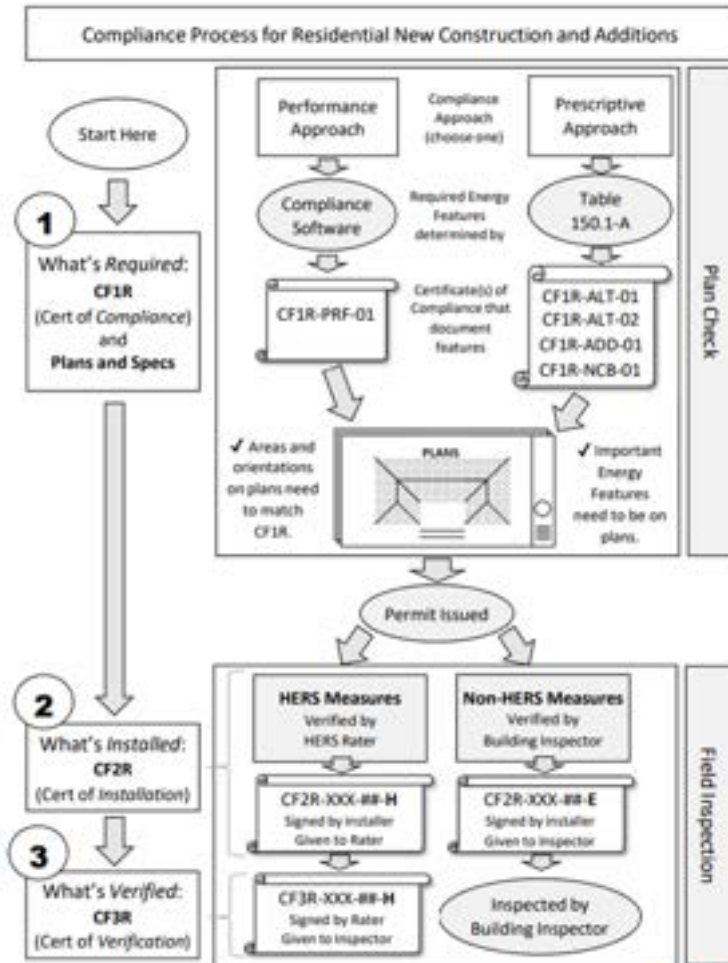 Compliance Process for Residential New Construction and Additions
Start Here
1
What's Required:
CF1R
(Cert of Compliance)
and
Plans and Specs
Performance
Approach
Compliance
Approach
(choose one)
Prescriptive
Approach
Compliance
Software
Required Energy
Features
determined by
Table
150.1-A
CF1R-PRF-01
Certificate(s) of
Compliance that
document
features
CF1R-ALT-01
CF1R-ALT-02
CF1R-ADD-01
CF1R-NCB-01
✓ Areas and
orientations
on plans need
to match
CF1R.
PLANS
✓ Important
Energy
Features
need to be on
plans.
Plan Check
Permit Issued
2
What's Installed:
CF2R
(Cert of Installation)
HERS Measures
Verified by
HERS Rater
Non-HERS Measures
Verified by
Building Inspector
CF2R-XXX-##-H
Signed by installer
Given to Rater
CF2R-XXX-##-E
Signed by installer
Given to Inspector
3
What's Verified:
CF3R
(Cert of Verification)
CF3R-XXX-##-H
Signed by Rater
Given to Inspector
Inspected by
Building Inspector
Field Inspection